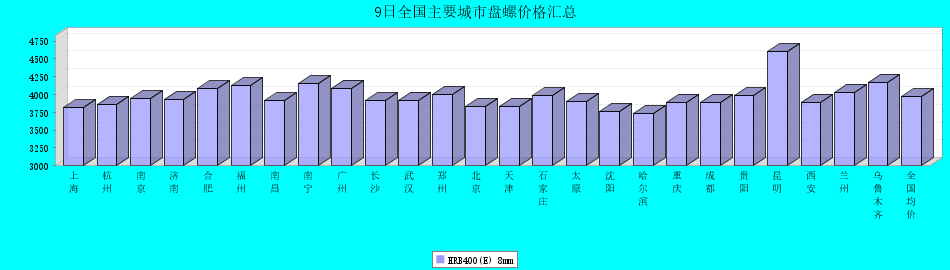 9日全国主要城市盘螺价格汇总
4750
4500
4250
4000
3750
3500
3250
3000
上海
杭州
南京
济南
合肥
福州
南昌
南宁
广州
长沙
武汉
郑州
北京
天津
石家庄
太原
沈阳
哈尔滨
重庆
成都
贵阳
昆明
西安
兰州
乌鲁木齐
全国均价
HRB400(E) 8mm